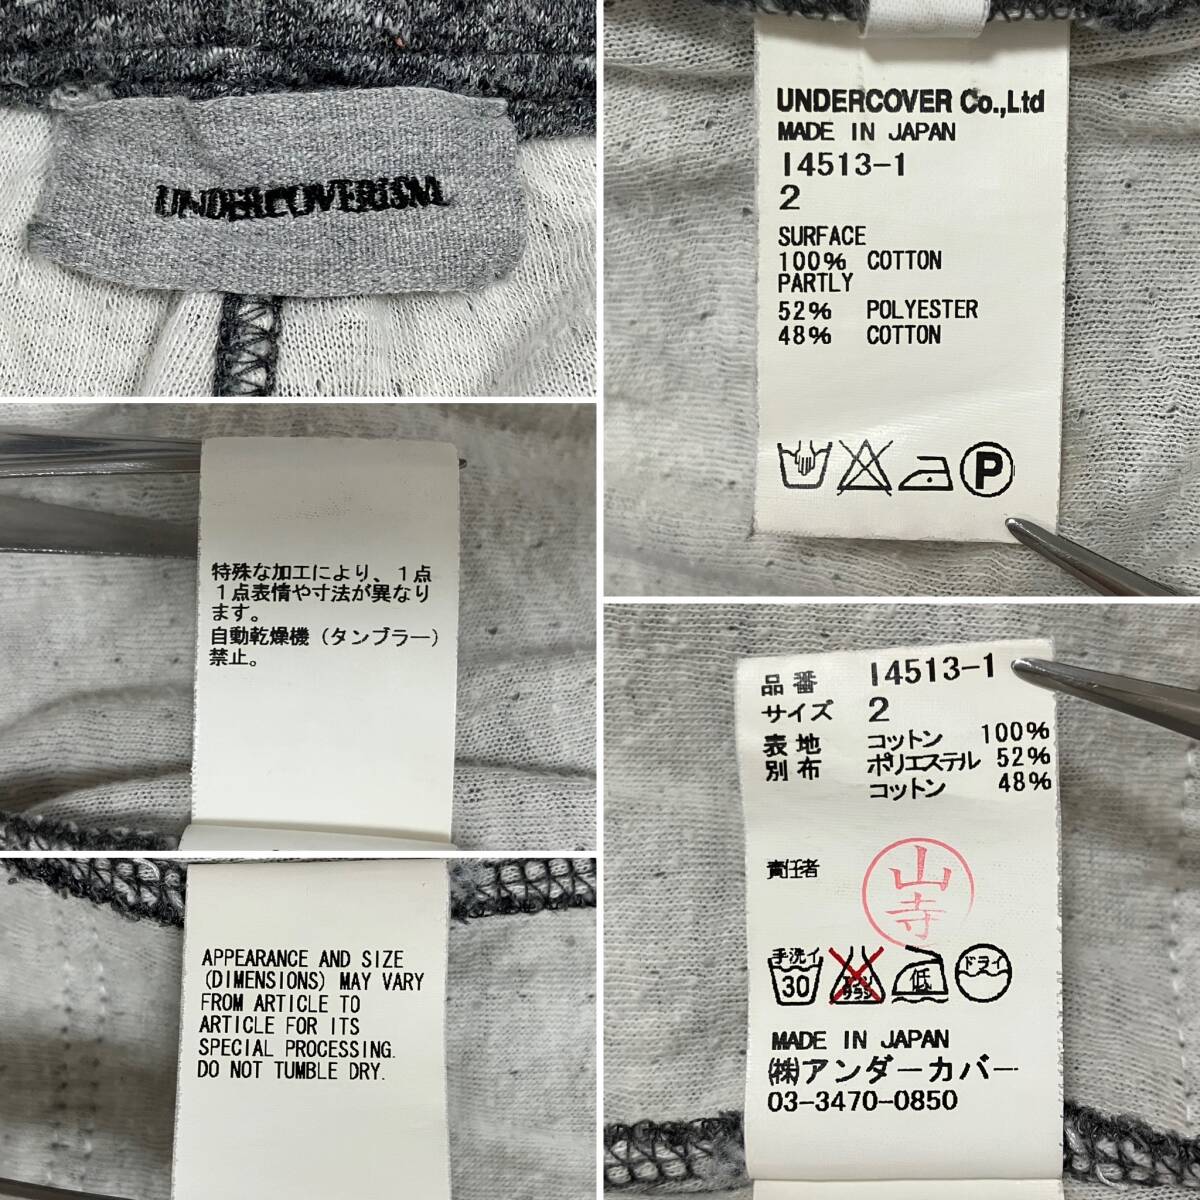 UNDERCOVERISM
UNDERCOVER Co.,Ltd
MADE IN JAPAN
I4513-1
2
SURFACE
100% COTTON
PARTLY
52% POLYESTER
48% COTTON
P
特殊な加工により、1点
1点表情や寸法が異なり
ます。
自動乾燥機(タンブラー)
禁止。
APPEARANCE AND SIZE
(DIMENSIONS) MAY VARY
FROM ARTICLE TO
ARTICLE FOR ITS
SPECIAL PROCESSING.
DO NOT TUMBLE DRY.
品番 I4513-1
サイズ 2
表地 コットン 100%
別布 ポリエステル 52%
コットン 48%
責任者
山寺
手洗イ 30
エンソサラシ
低
ドライ
MADE IN JAPAN
(株)アンダーカバー
03-3470-0850